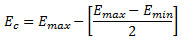 E_c = E_max − [(E_max − E_min) / 2]